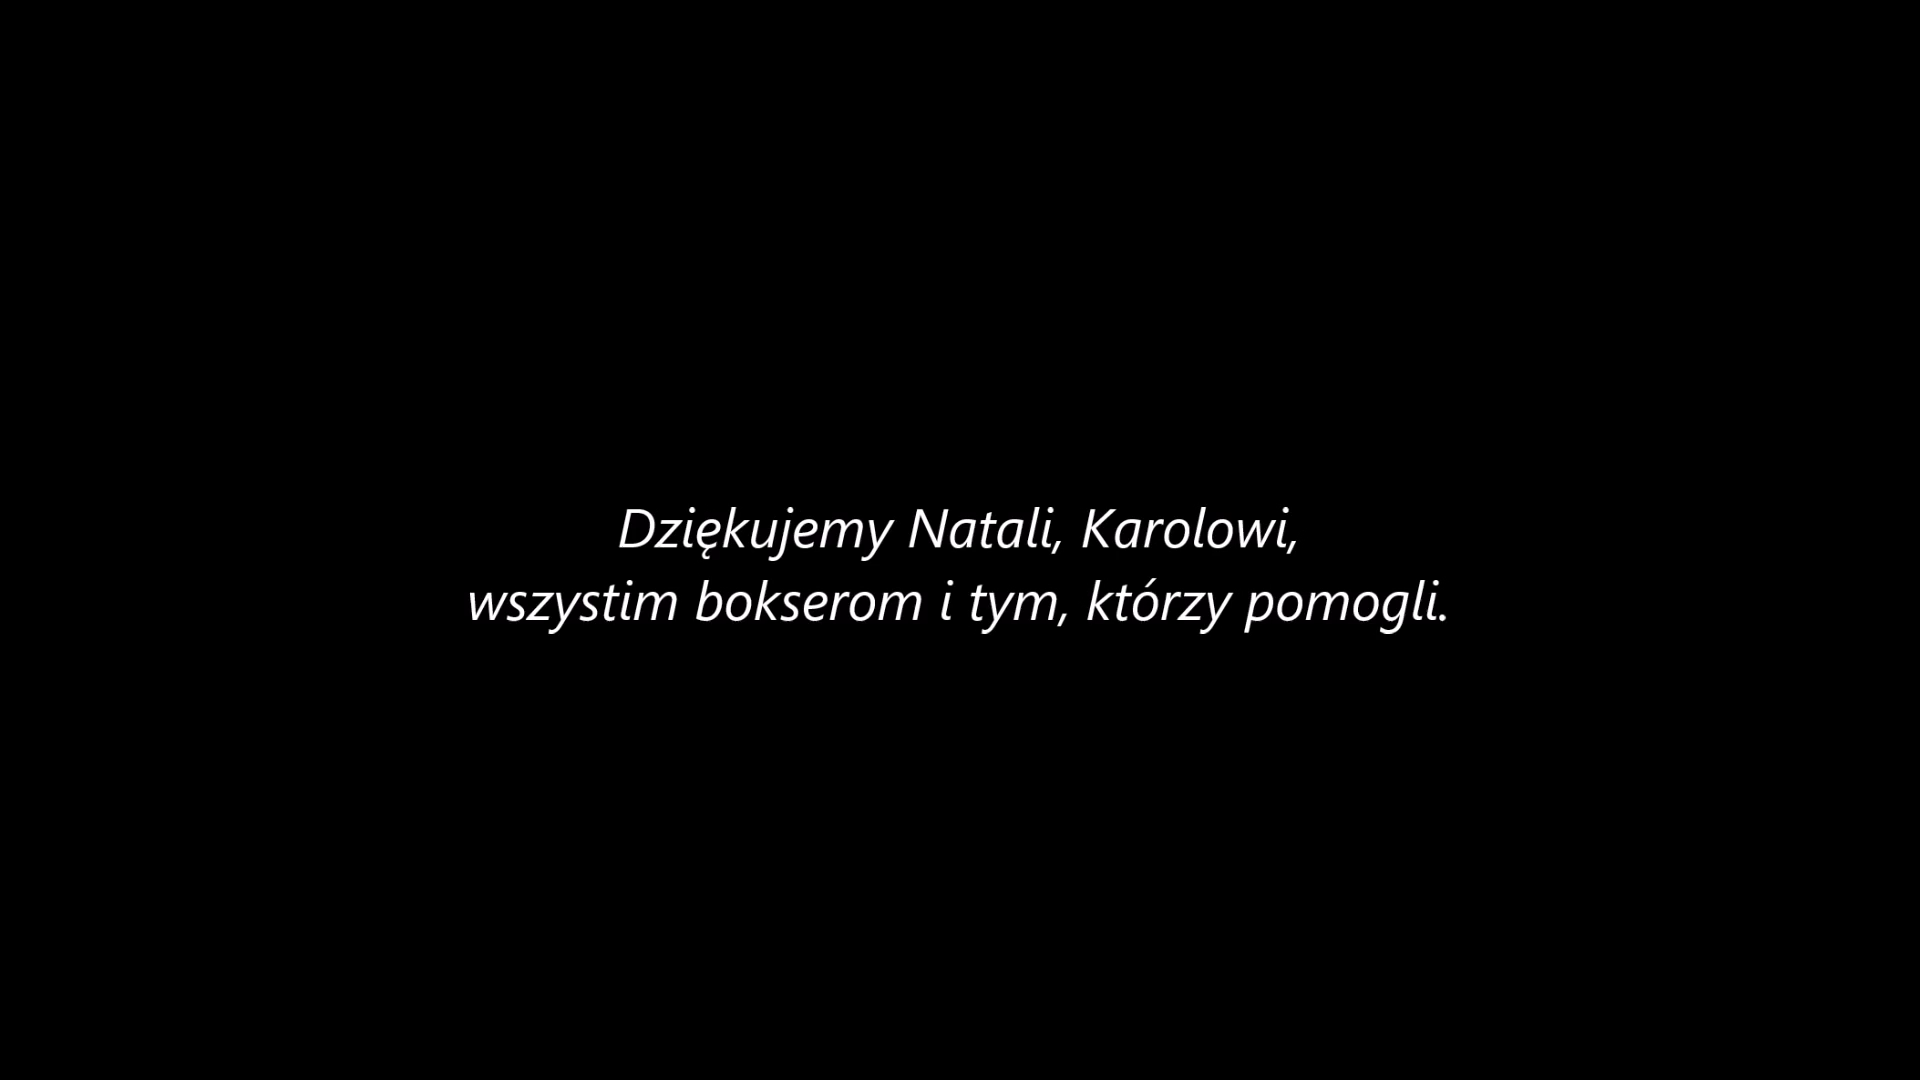 Dziękujemy Natali, Karolowi,
wszystim bokserom i tym, którzy pomogli.